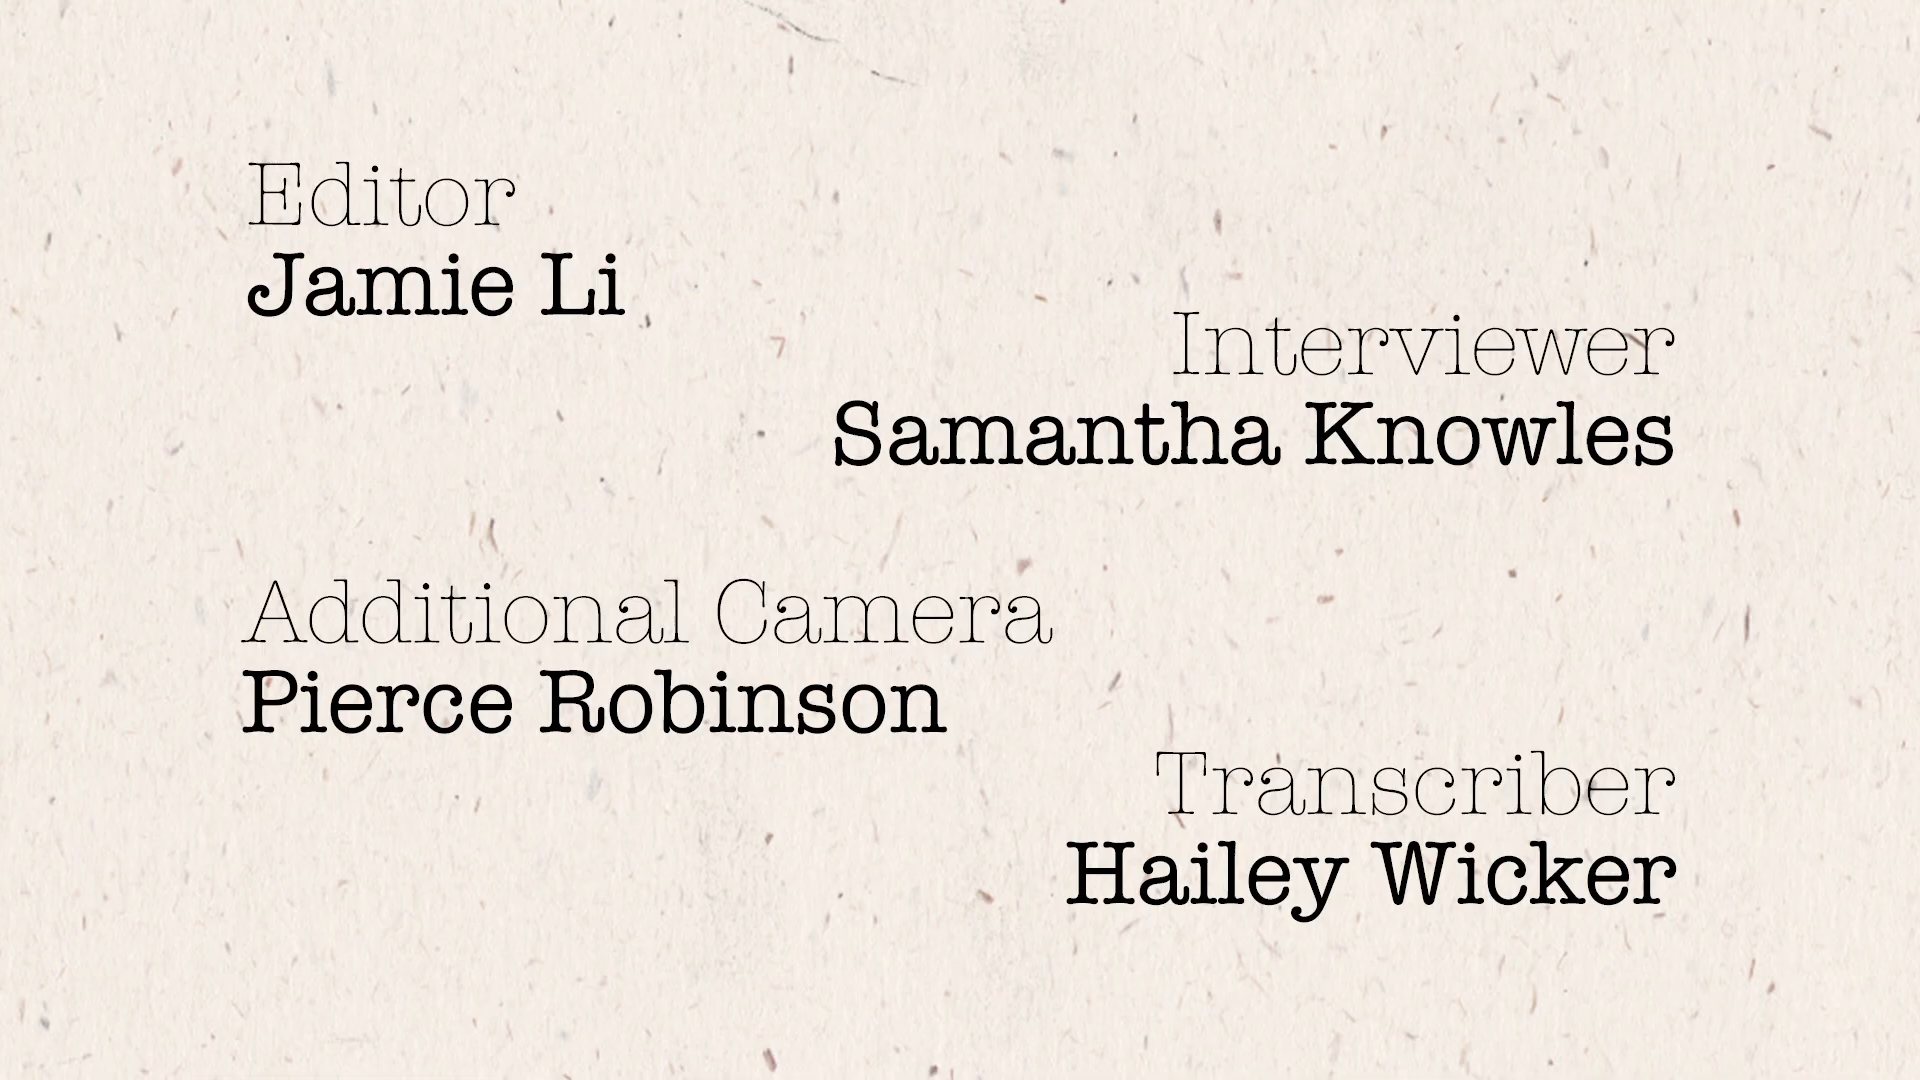 Editor
Jamie Li
Interviewer
Samantha Knowles
Additional Camera
Pierce Robinson
Transcriber
Hailey Wicker